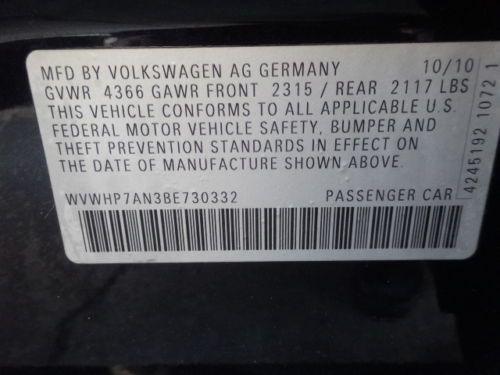 MFD BY VOLKSWAGEN AG GERMANY 10/10
GVWR 4366 GAWR FRONT 2315 / REAR 2117 LBS
THIS VEHICLE CONFORMS TO ALL APPLICABLE U.S.
FEDERAL MOTOR VEHICLE SAFETY, BUMPER AND
THEFT PREVENTION STANDARDS IN EFFECT ON
THE DATE OF MANUFACTURE SHOWN ABOVE.
WVWHP7AN3BE730332 PASSENGER CAR
4245192 1072 1